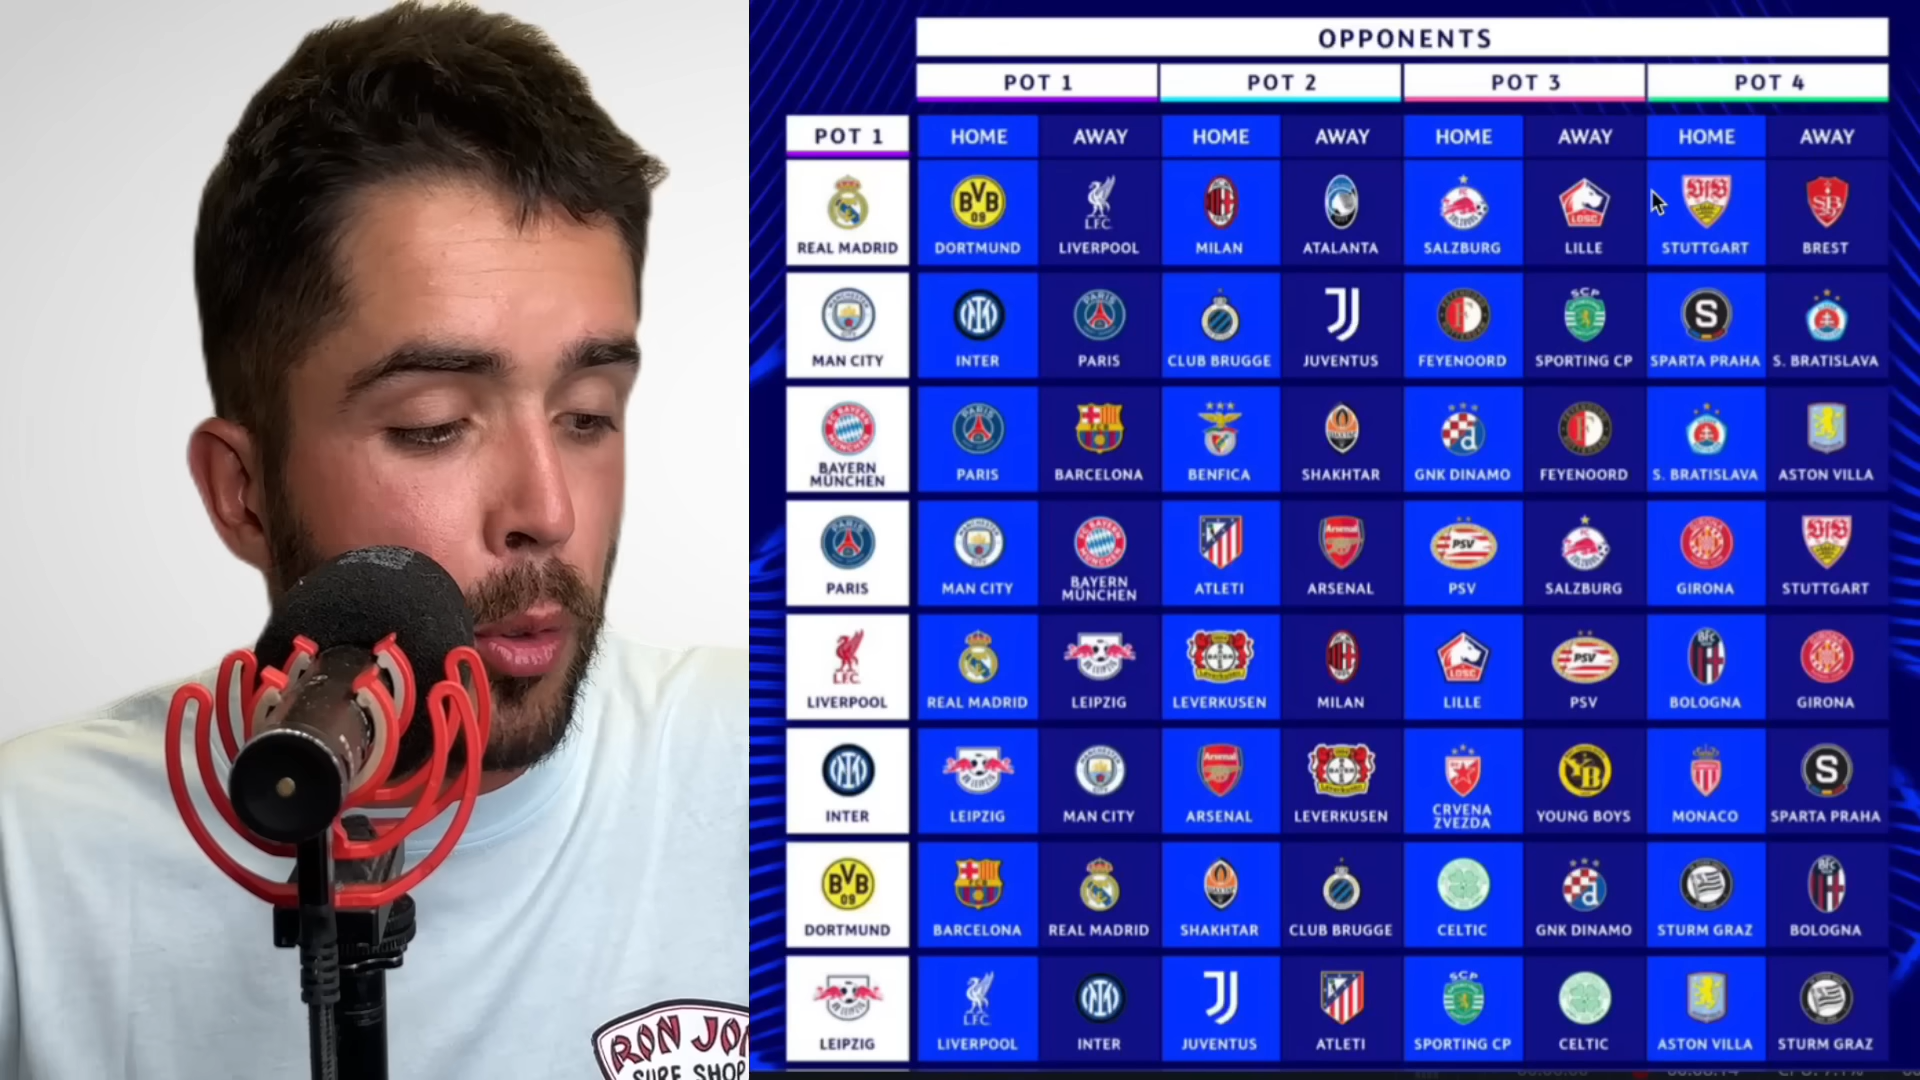 OPPONENTS
POT 1 POT 2 POT 3 POT 4
POT 1 HOME AWAY HOME AWAY HOME AWAY HOME AWAY
REAL MADRID DORTMUND LIVERPOOL MILAN ATALANTA SALZBURG LILLE STUTTGART BREST
MAN CITY INTER PARIS CLUB BRUGGE JUVENTUS FEYENOORD SPORTING CP SPARTA PRAHA S. BRATISLAVA
BAYERN
MÜNCHEN PARIS BARCELONA BENFICA SHAKHTAR GNK DINAMO FEYENOORD S. BRATISLAVA ASTON VILLA
PARIS MAN CITY BAYERN
MÜNCHEN ATLETI ARSENAL PSV SALZBURG GIRONA STUTTGART
LIVERPOOL REAL MADRID LEIPZIG LEVERKUSEN MILAN LILLE PSV BOLOGNA GIRONA
INTER LEIPZIG MAN CITY ARSENAL LEVERKUSEN CRVENA
ZVEZDA YOUNG BOYS MONACO SPARTA PRAHA
DORTMUND BARCELONA REAL MADRID SHAKHTAR CLUB BRUGGE CELTIC GNK DINAMO STURM GRAZ BOLOGNA
LEIPZIG LIVERPOOL INTER JUVENTUS ATLETI SPORTING CP CELTIC ASTON VILLA STURM GRAZ
RON JO
SURF SHOP